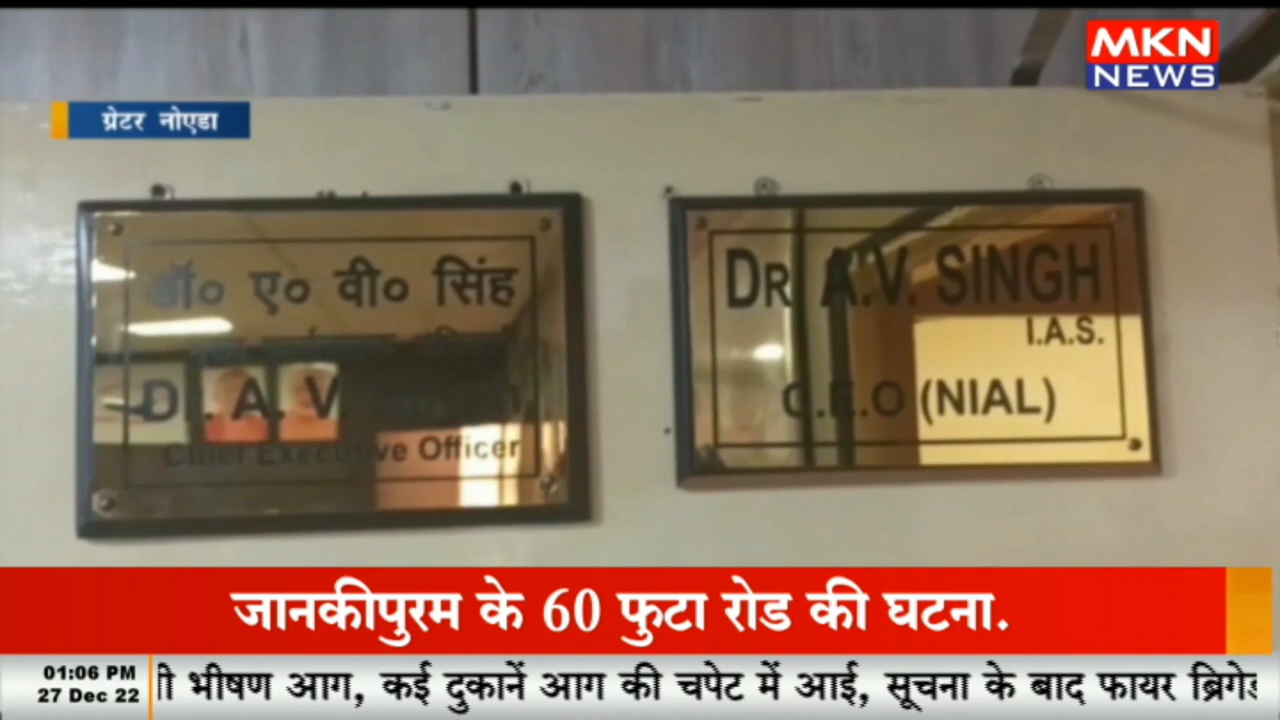 MKN
NEWS
ग्रेटर नोएडा
डॉ० ए० वी० सिंह
Dr. A. V.
Chief Executive Officer
DR. A.V. SINGH
I.A.S.
C.E.O (NIAL)
जानकीपुरम के 60 फुटा रोड की घटना.
01:06 PM
27 Dec 22
भीषण आग, कई दुकानें आग की चपेट में आई, सूचना के बाद फायर